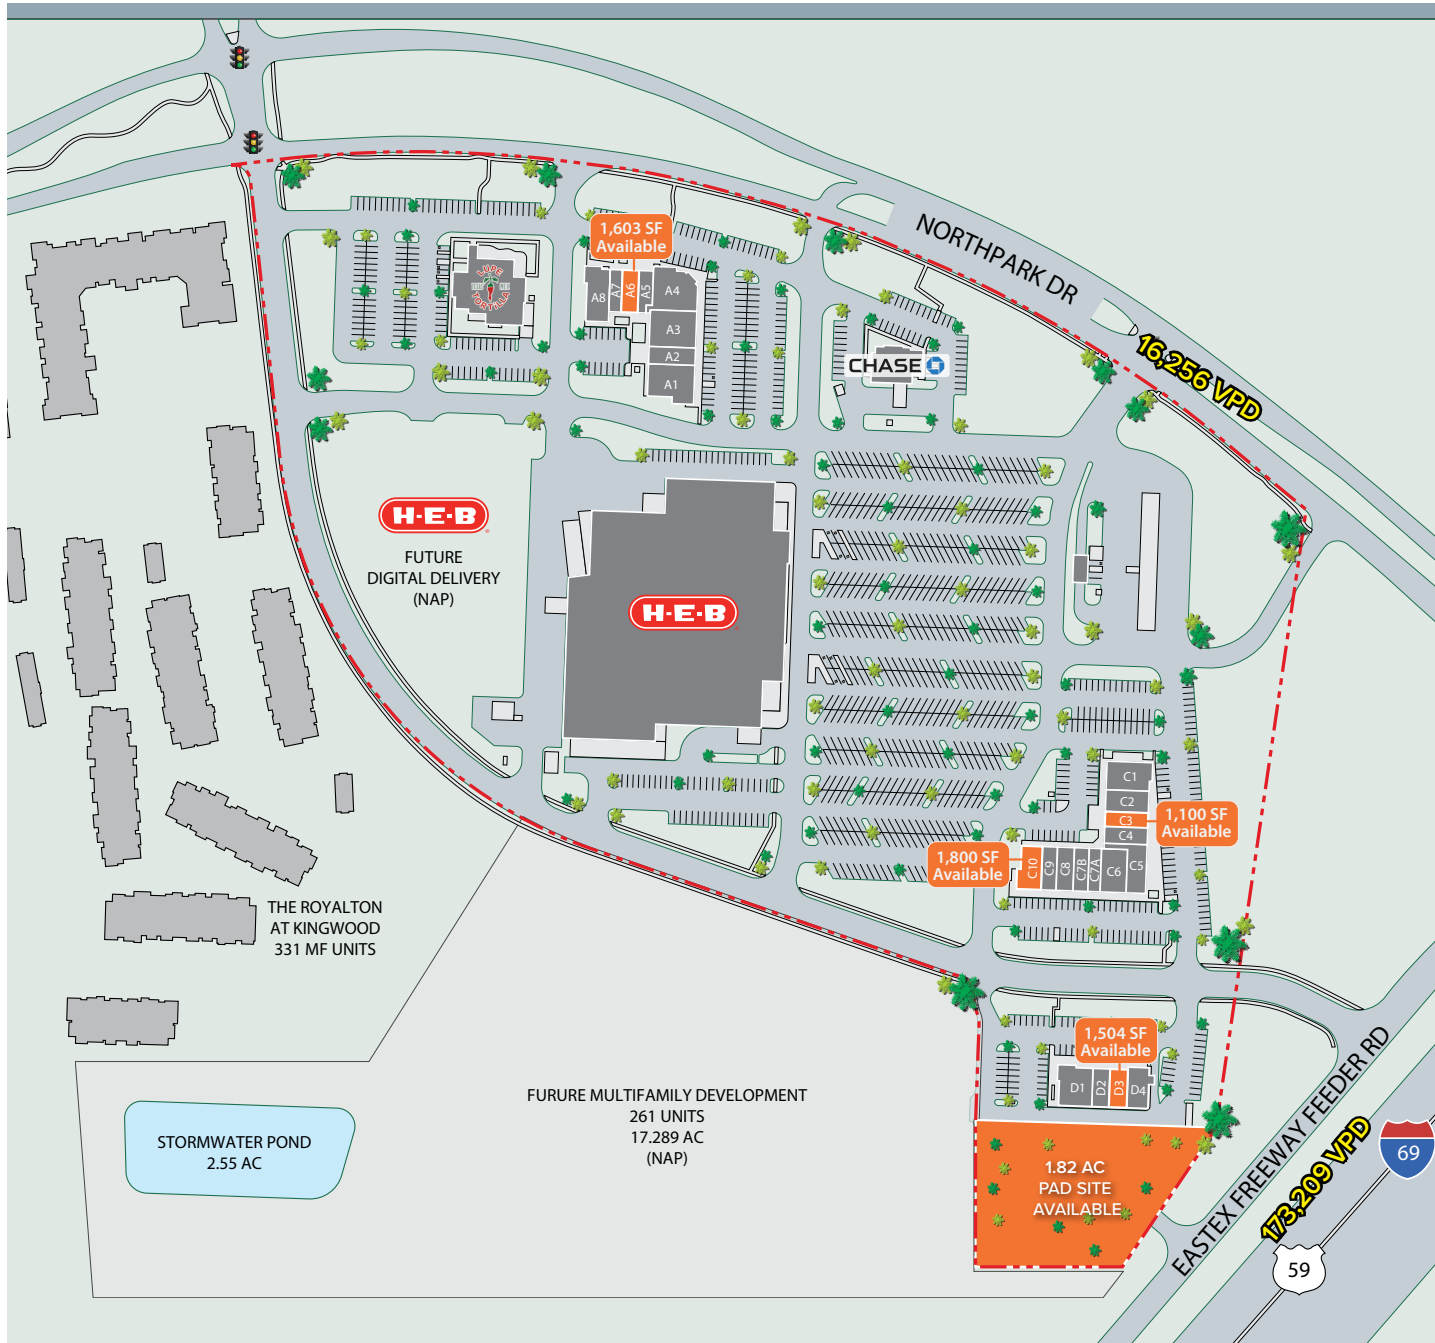 1,603 SF
Available
NORTHPARK DR
16,256 VPD
LUPE
TORTILLA
A8
A7
A6
A5
A4
A3
A2
A1
CHASE
H-E-B
FUTURE
DIGITAL DELIVERY
(NAP)
H-E-B
C1
C2
C3
C4
C5
1,100 SF
Available
1,800 SF
Available
C10
C9
C8
C7B
C7A
C6
THE ROYALTON
AT KINGWOOD
331 MF UNITS
1,504 SF
Available
D1
D2
D3
D4
FURURE MULTIFAMILY DEVELOPMENT
261 UNITS
17.289 AC
(NAP)
STORMWATER POND
2.55 AC
1.82 AC
PAD SITE
AVAILABLE
EASTEX FREEWAY FEEDER RD
173,209 VPD
69
59